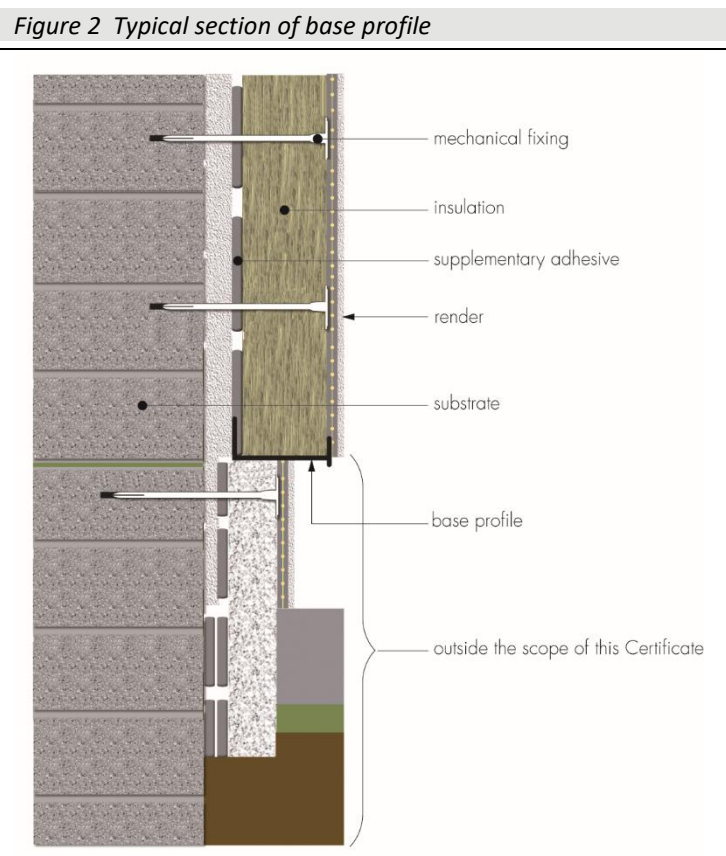 Figure 2  Typical section of base profile
mechanical fixing
insulation
supplementary adhesive
render
substrate
base profile
outside the scope of this Certificate